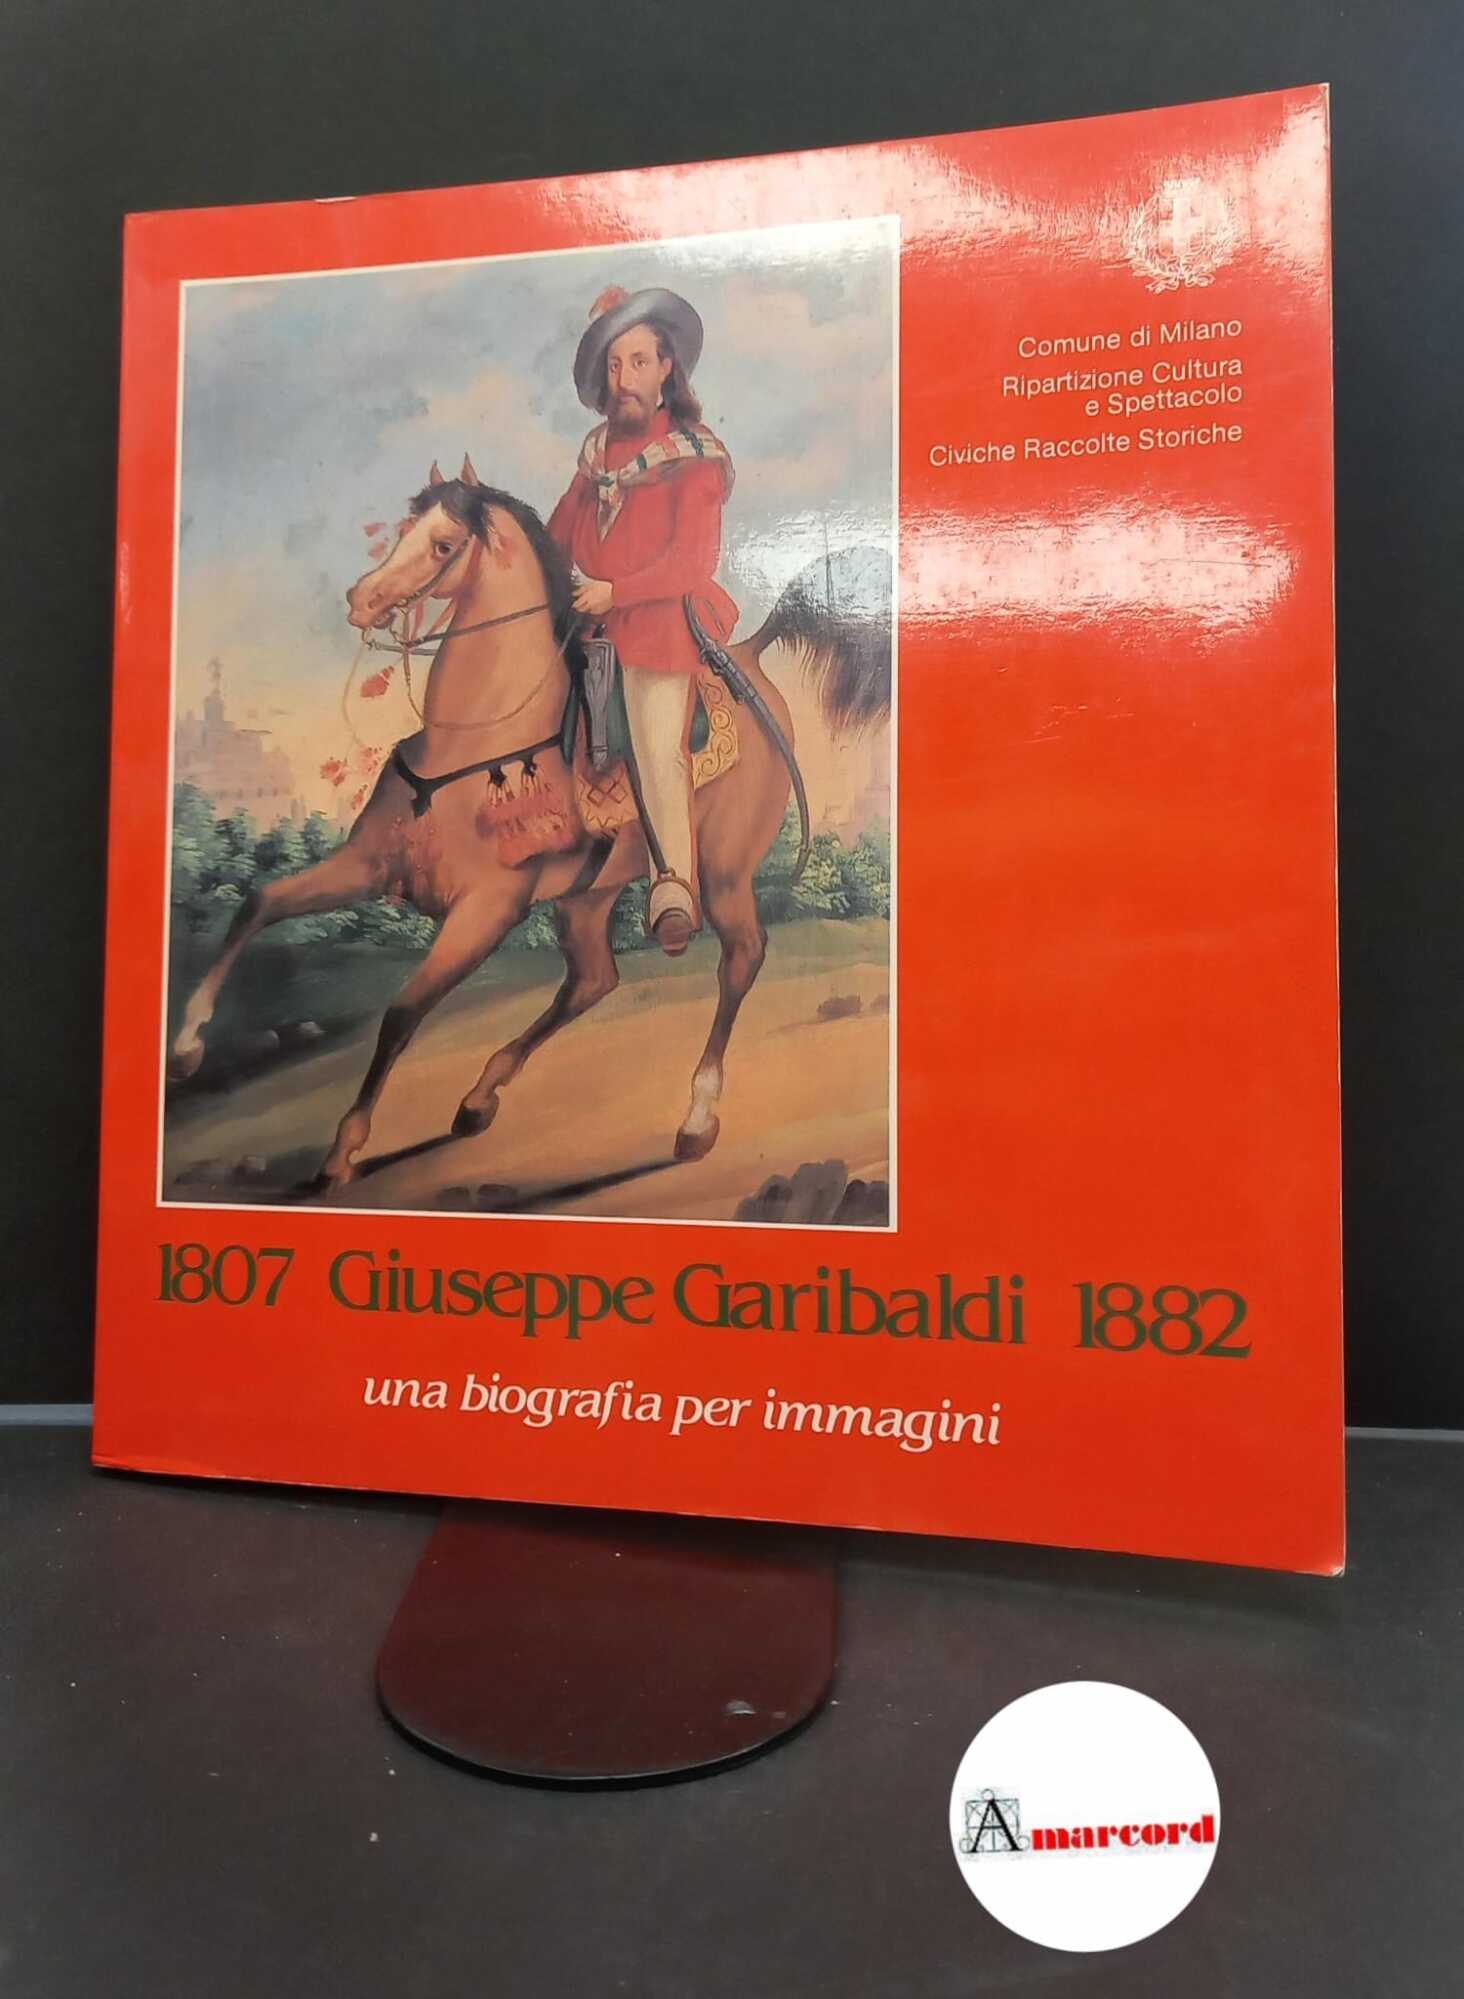 Comune di Milano
Ripartizione Cultura
e Spettacolo
Civiche Raccolte Storiche
1807 Giuseppe Garibaldi 1882
una biografia per immagini
Amarcord